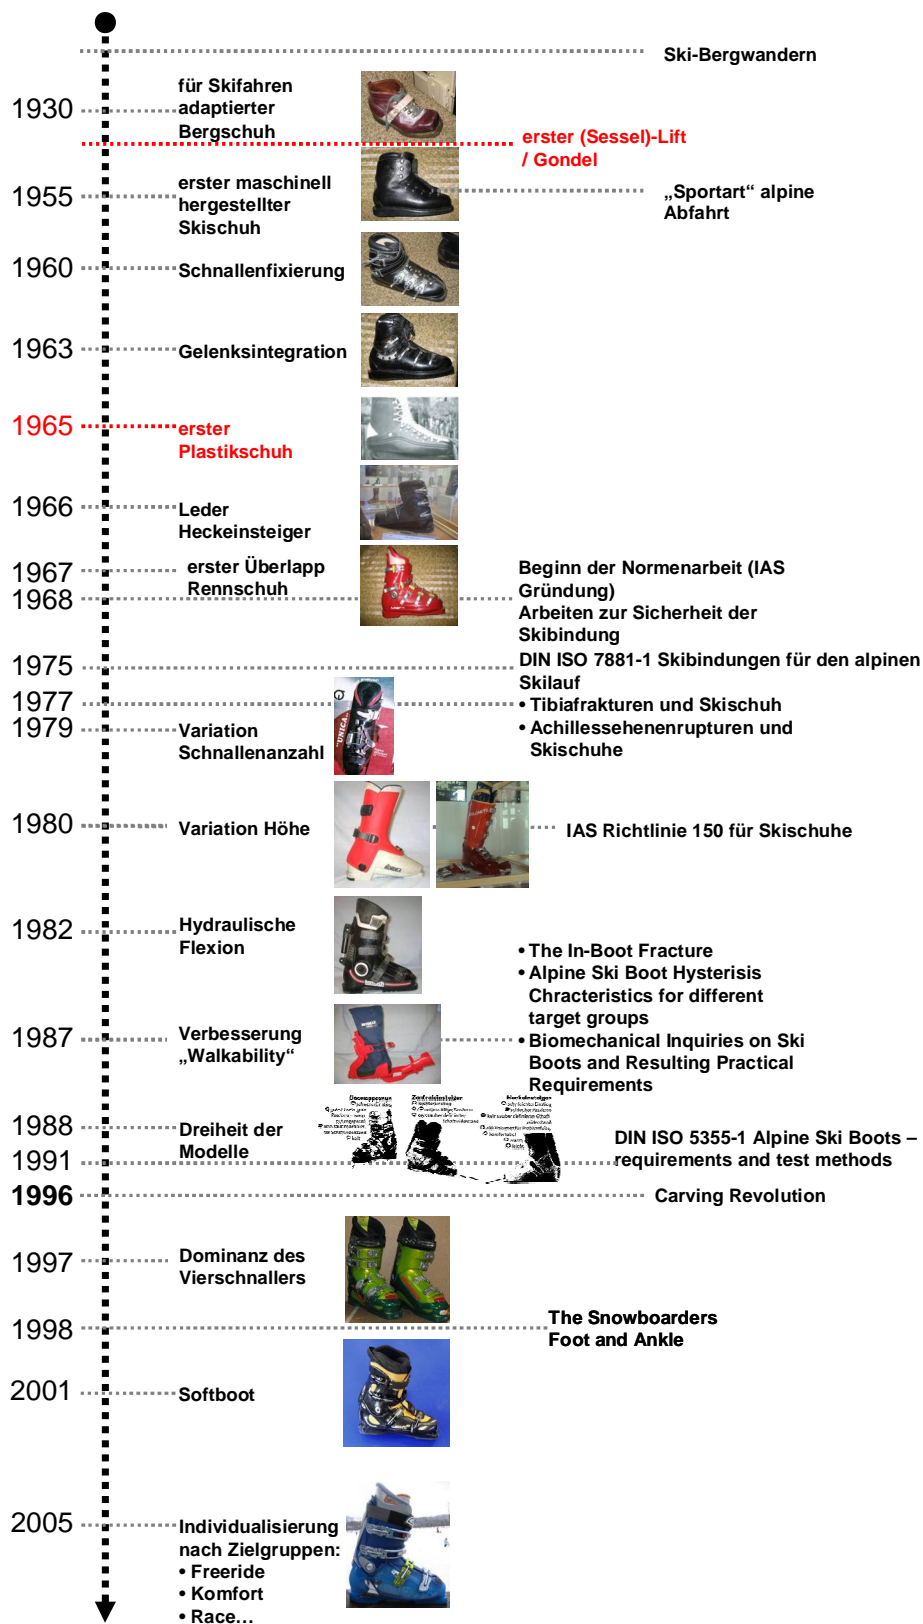 Ski-Bergwandern
1930
für Skifahren
adaptierter
Bergschuh
erster (Sessel)-Lift
/ Gondel
1955
erster maschinell
hergestellter
Skischuh
„Sportart“ alpine
Abfahrt
1960
Schnallenfixierung
1963
Gelenksintegration
1965
erster
Plastikschuh
1966
Leder
Heckeinsteiger
1967
erster Überlapp
Rennschuh
1968
Beginn der Normenarbeit (IAS
Gründung)
Arbeiten zur Sicherheit der
Skibindung
1975
DIN ISO 7881-1 Skibindungen für den alpinen
Skilauf
1977
• Tibiafrakturen und Skischuh
• Achillessehenenrupturen und
Skischuhe
1979
Variation
Schnallenanzahl
"UNICA"
1980
Variation Höhe
IAS Richtlinie 150 für Skischuhe
1982
Hydraulische
Flexion
• The In-Boot Fracture
• Alpine Ski Boot Hysterisis
Chracteristics for different
target groups
• Biomechanical Inquiries on Ski
Boots and Resulting Practical
Requirements
1987
Verbesserung
„Walkability“
1988
Dreiheit der
Modelle
Zentraleinsteiger
Heckeinsteiger
1991
DIN ISO 5355-1 Alpine Ski Boots –
requirements and test methods
1996
Carving Revolution
1997
Dominanz des
Vierschnallers
1998
The Snowboarders
Foot and Ankle
2001
Softboot
2005
Individualisierung
nach Zielgruppen:
• Freeride
• Komfort
• Race...